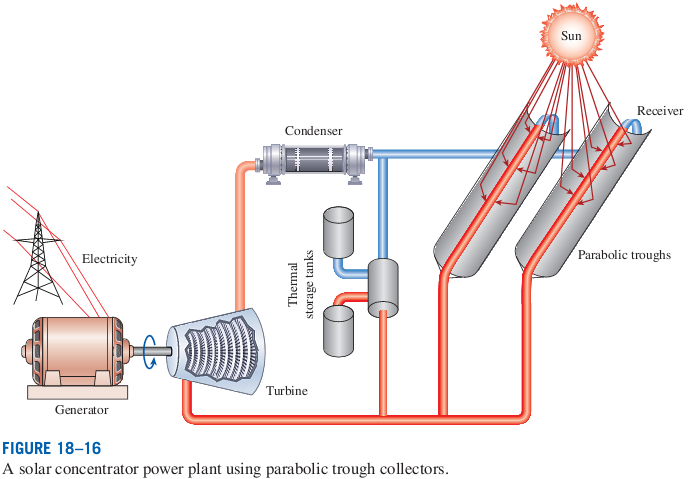 Sun
Receiver
Condenser
Parabolic troughs
Thermal
storage tanks
Electricity
Turbine
Generator
FIGURE 18–16
A solar concentrator power plant using parabolic trough collectors.